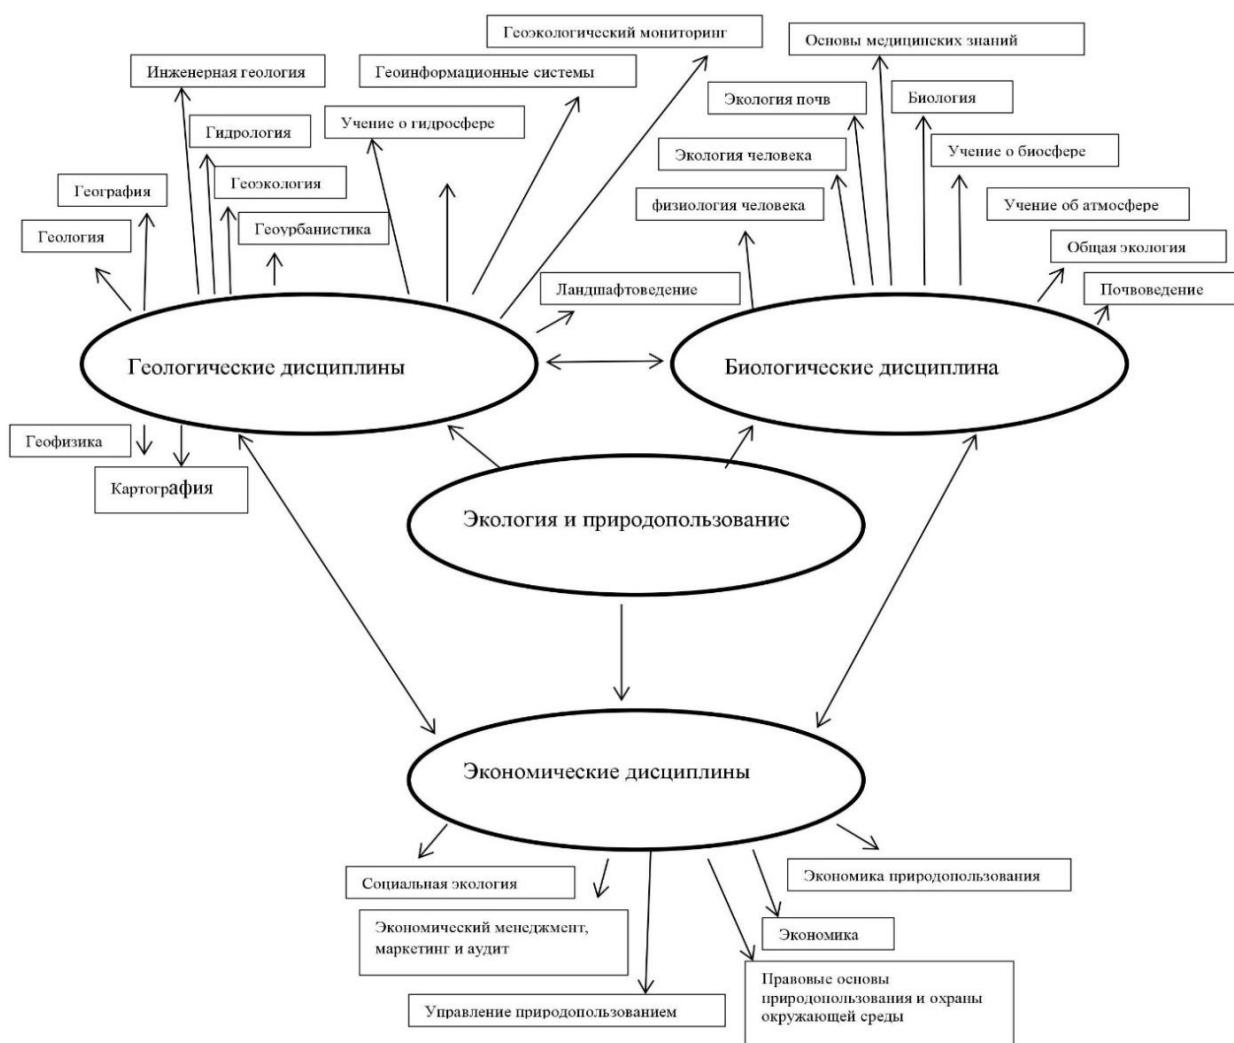 Геоэкологический мониторинг
Основы медицинских знаний
Инженерная геология
Геоинформационные системы
Экология почв
Биология
Гидрология
Учение о гидросфере
Экология человека
Учение о биосфере
География
Геоэкология
физиология человека
Учение об атмосфере
Геология
Геоурбанистика
Общая экология
Ландшафтоведение
Почвоведение
Геологические дисциплины
Биологические дисциплина
Геофизика
Картография
Экология и природопользование
Экономические дисциплины
Социальная экология
Экономика природопользования
Экономический менеджмент,
маркетинг и аудит
Экономика
Правовые основы
природопользования и охраны
окружающей среды
Управление природопользованием